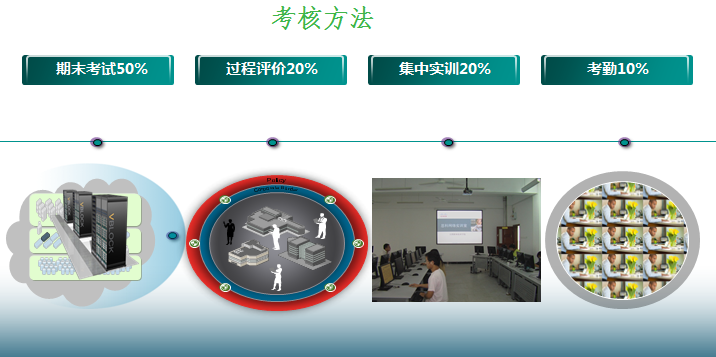 考核方法
期末考试50%
过程评价20%
集中实训20%
考勤10%
Policy